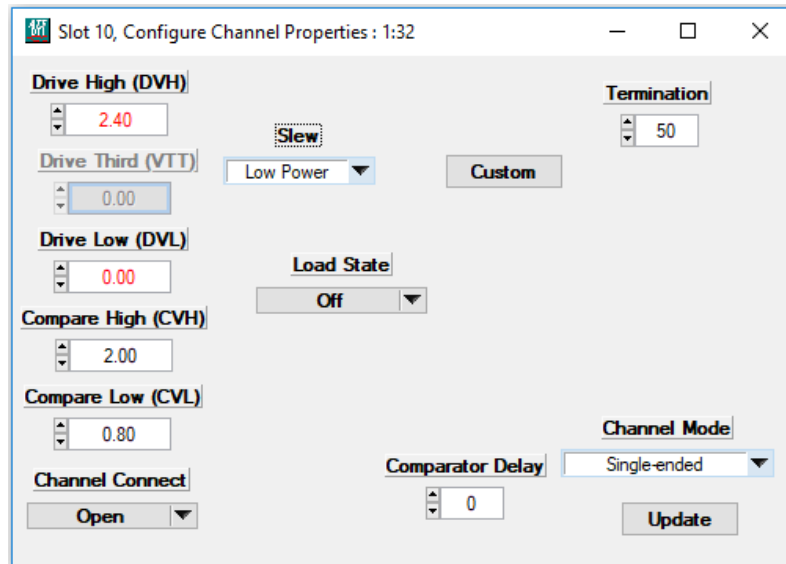 Slot 10, Configure Channel Properties : 1:32
Drive High (DVH)
2.40
Drive Third (VTT)
0.00
Drive Low (DVL)
0.00
Compare High (CVH)
2.00
Compare Low (CVL)
0.80
Channel Connect
Open
Slew
Low Power
Custom
Termination
50
Load State
Off
Comparator Delay
0
Channel Mode
Single-ended
Update